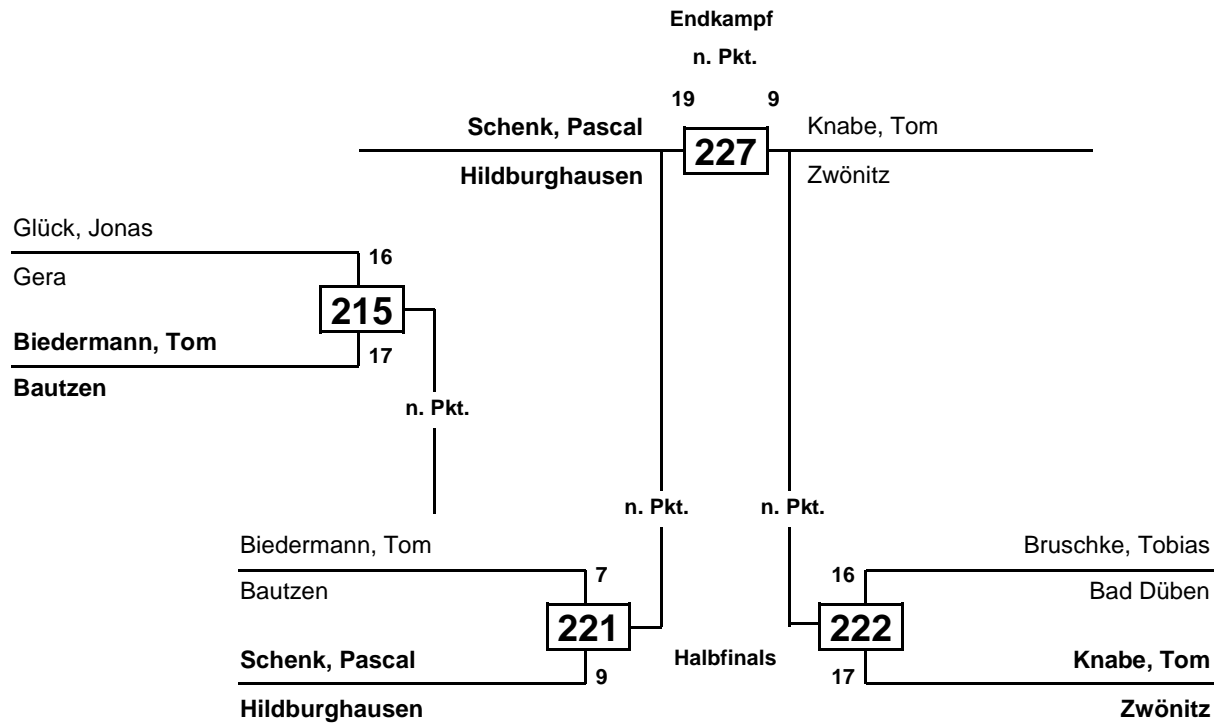 Endkampf
n. Pkt.
19 9
Schenk, Pascal 227 Knabe, Tom
Hildburghausen Zwönitz
Glück, Jonas
16
Gera
215
Biedermann, Tom
17
Bautzen
n. Pkt.
n. Pkt. n. Pkt.
Biedermann, Tom Bruschke, Tobias
7 16
Bautzen Bad Düben
221 222
Schenk, Pascal Halbfinals Knabe, Tom
9 17
Hildburghausen Zwönitz